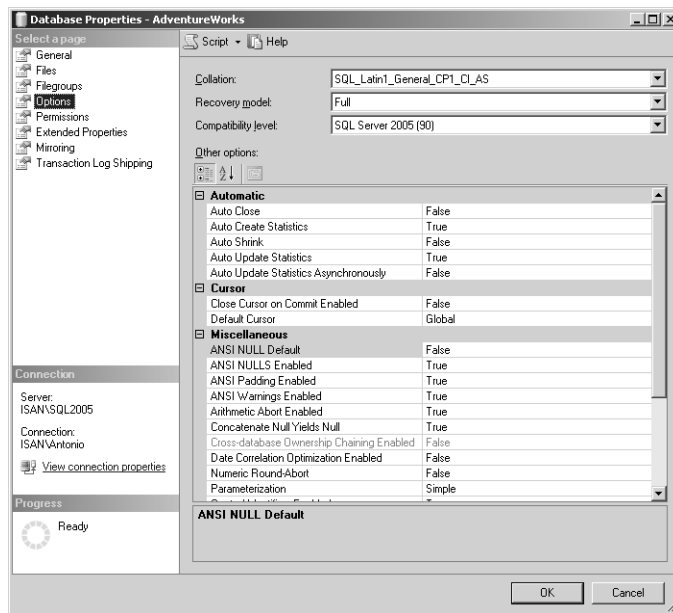 Database Properties - AdventureWorks
Select a page
General
Files
Filegroups
Options
Permissions
Extended Properties
Mirroring
Transaction Log Shipping
Script Help
Collation: SQL_Latin1_General_CP1_CI_AS
Recovery model: Full
Compatibility level: SQL Server 2005 (90)
Other options:
Automatic
Auto Close False
Auto Create Statistics True
Auto Shrink False
Auto Update Statistics True
Auto Update Statistics Asynchronously False
Cursor
Close Cursor on Commit Enabled False
Default Cursor Global
Miscellaneous
ANSI NULL Default False
ANSI NULLS Enabled True
ANSI Padding Enabled True
ANSI Warnings Enabled True
Arithmetic Abort Enabled True
Concatenate Null Yields Null True
Cross-database Ownership Chaining Enabled False
Date Correlation Optimization Enabled False
Numeric Round-Abort False
Parameterization Simple
ANSI NULL Default
Connection
Server:
ISAN\SQL2005
Connection:
ISAN\Antonio
View connection properties
Progress
Ready
OK Cancel